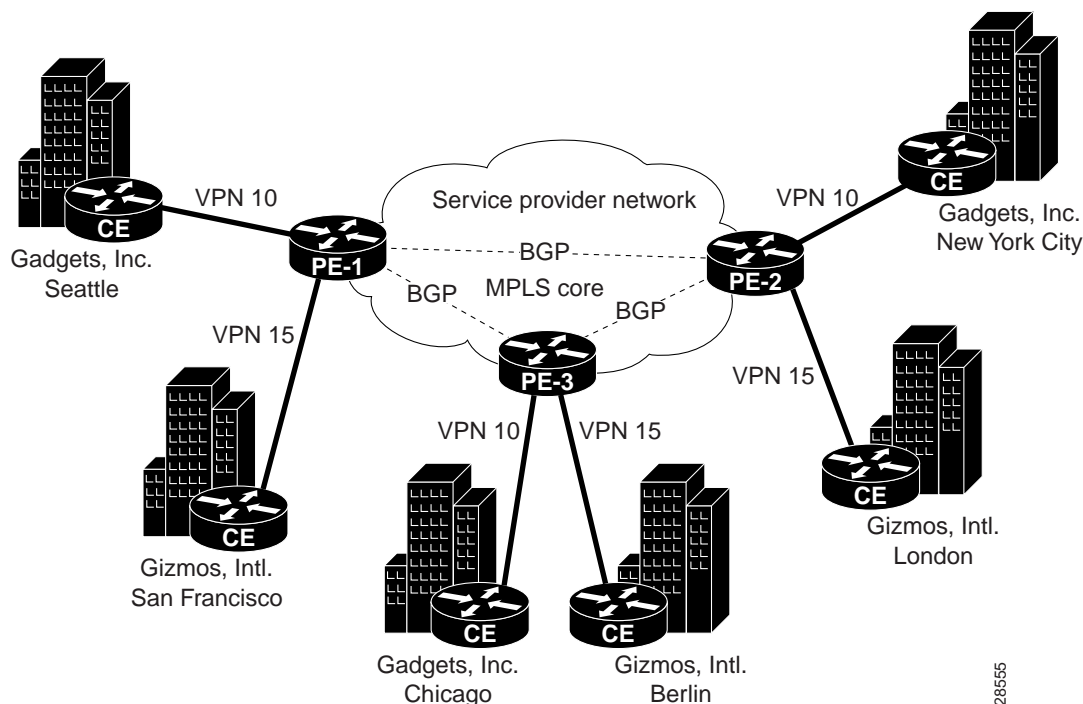 VPN 10
CE
Gadgets, Inc.
Seattle
Service provider network
VPN 10
CE
Gadgets, Inc.
New York City
PE-1
BGP
PE-2
BGP
MPLS core
BGP
PE-3
VPN 15
CE
Gizmos, Intl.
San Francisco
VPN 10
VPN 15
VPN 15
CE
Gizmos, Intl.
London
CE
Gadgets, Inc.
Chicago
CE
Gizmos, Intl.
Berlin
28555